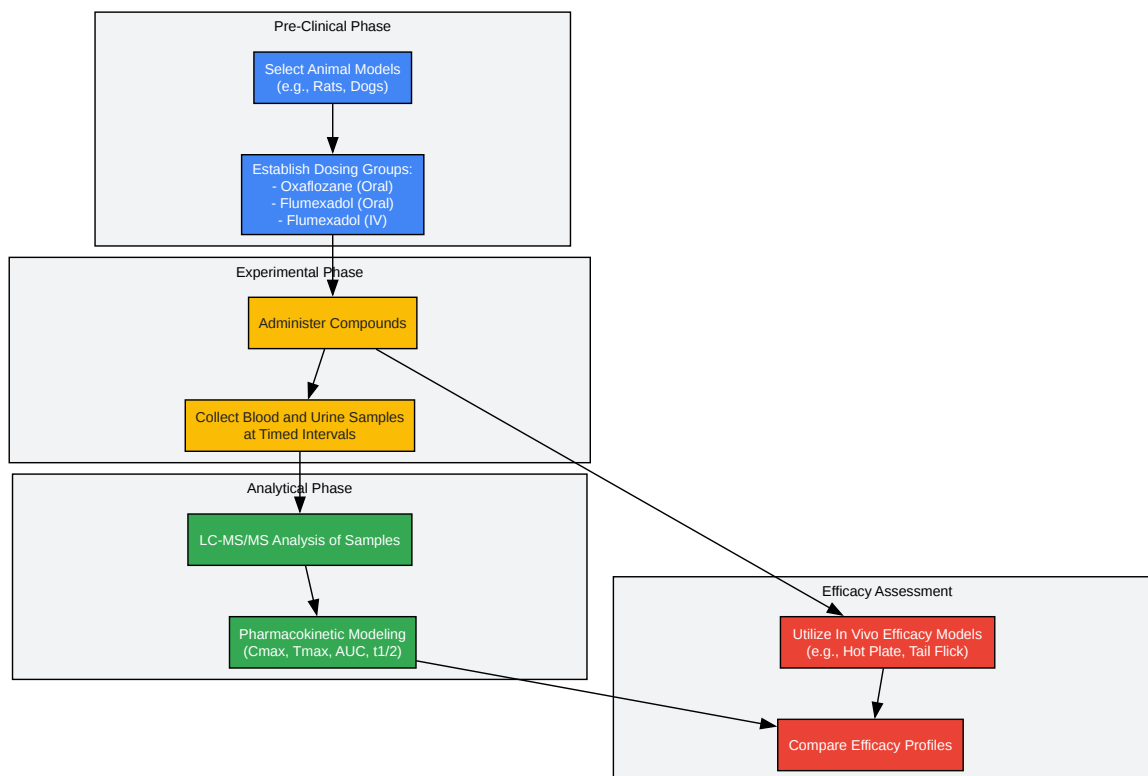 Pre-Clinical Phase
Select Animal Models
(e.g., Rats, Dogs)
Establish Dosing Groups:
- Oxaflozane (Oral)
- Flumexadol (Oral)
- Flumexadol (IV)
Experimental Phase
Administer Compounds
Collect Blood and Urine Samples
at Timed Intervals
Analytical Phase
LC-MS/MS Analysis of Samples
Pharmacokinetic Modeling
(Cmax, Tmax, AUC, t1/2)
Efficacy Assessment
Utilize In Vivo Efficacy Models
(e.g., Hot Plate, Tail Flick)
Compare Efficacy Profiles